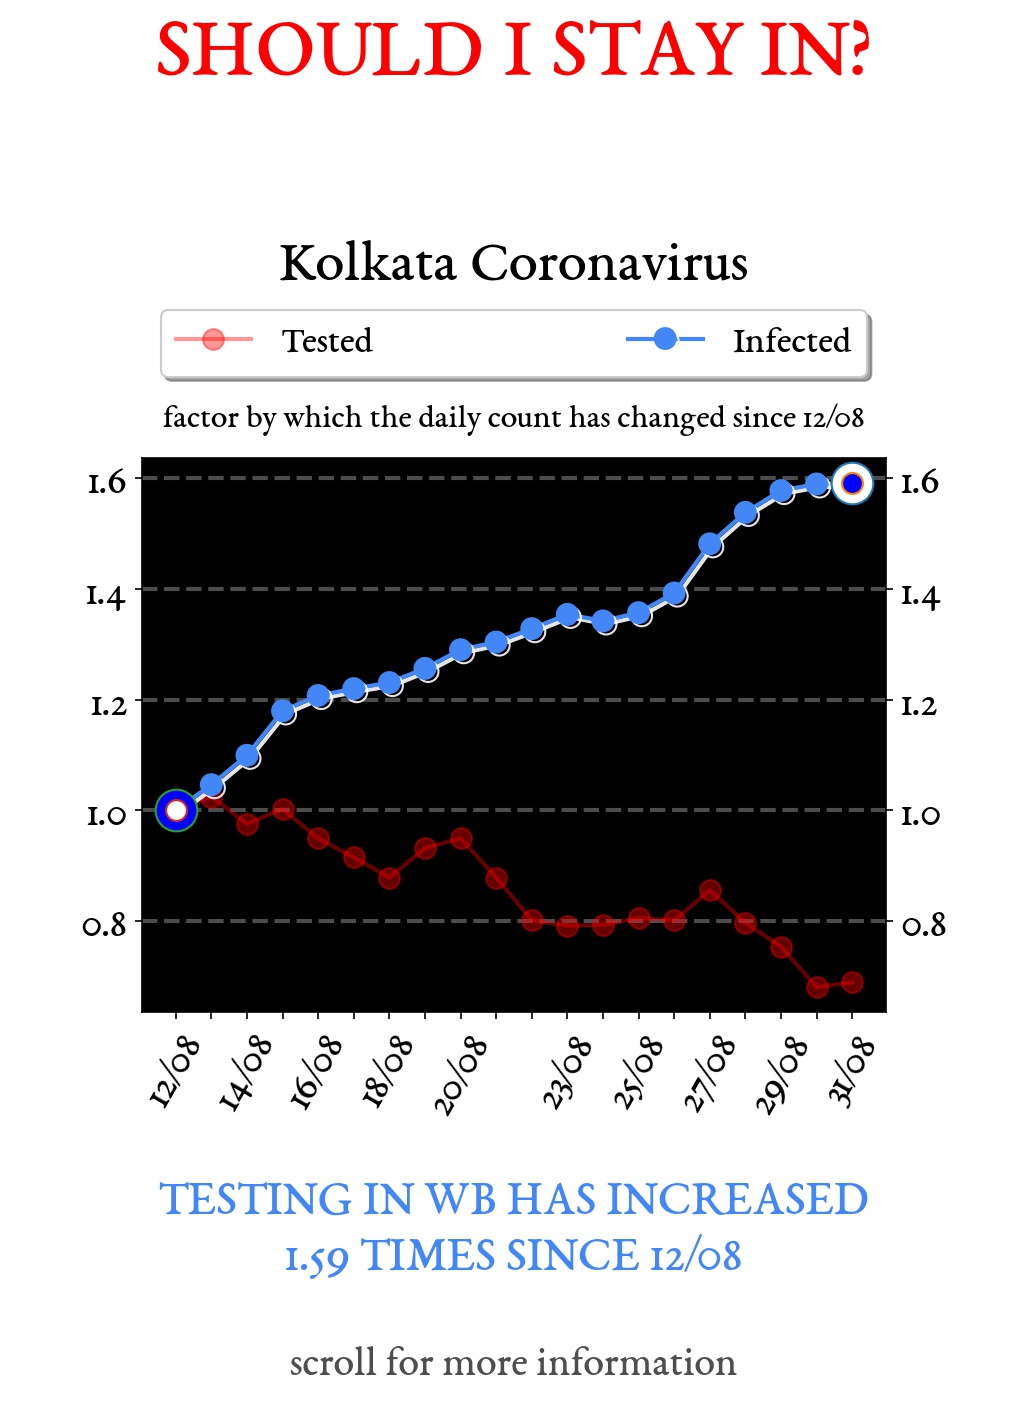 SHOULD I STAY IN?
Kolkata Coronavirus
Tested Infected
factor by which the daily count has changed since 12/08
1.6 1.6
1.4 1.4
1.2 1.2
1.0 1.0
0.8 0.8
12/08 14/08 16/08 18/08 20/08 23/08 25/08 27/08 29/08 31/08
TESTING IN WB HAS INCREASED
1.59 TIMES SINCE 12/08
scroll for more information